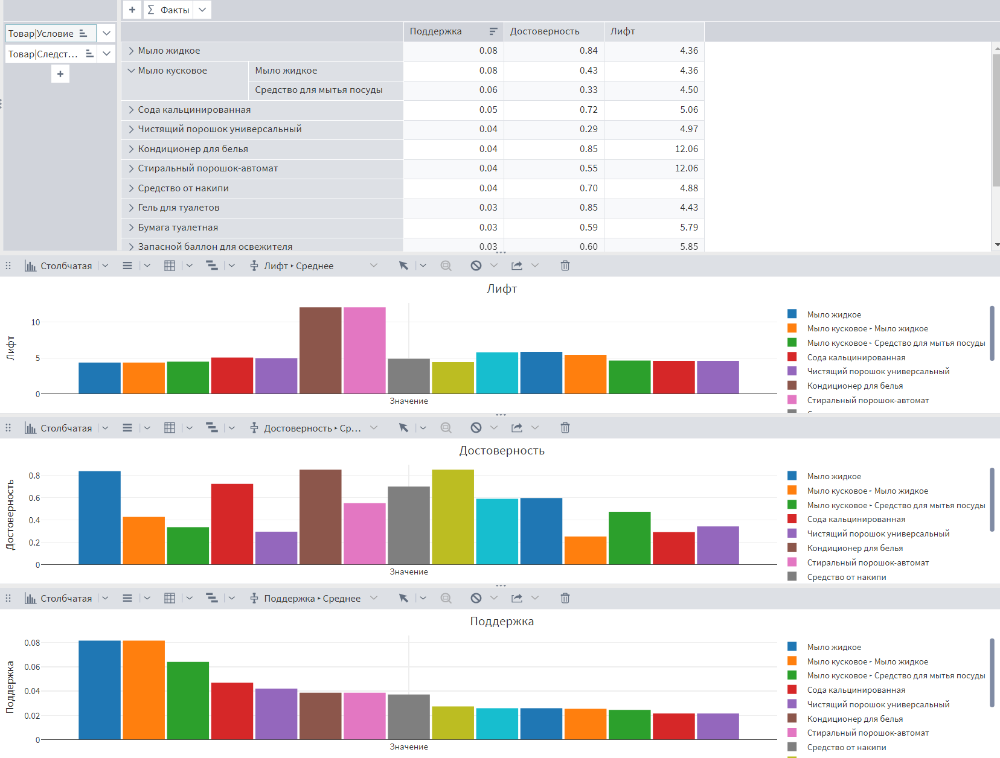 + Σ Факты
Товар|Условие
Товар|Следст...
+
Поддержка Достоверность Лифт
Мыло жидкое 0.08 0.84 4.36
Мыло кусковое Мыло жидкое 0.08 0.43 4.36
Средство для мытья посуды 0.06 0.33 4.50
Сода кальцинированная 0.05 0.72 5.06
Чистящий порошок универсальный 0.04 0.29 4.97
Кондиционер для белья 0.04 0.85 12.06
Стиральный порошок-автомат 0.04 0.55 12.06
Средство от накипи 0.04 0.70 4.88
Гель для туалетов 0.03 0.85 4.43
Бумага туалетная 0.03 0.59 5.79
Запасной баллон для освежителя 0.03 0.60 5.85
Столбчатая Лифт ▸ Среднее
Лифт
Лифт
10
5
0
Значение
Мыло жидкое
Мыло кусковое ▸ Мыло жидкое
Мыло кусковое ▸ Средство для мытья посуды
Сода кальцинированная
Чистящий порошок универсальный
Кондиционер для белья
Стиральный порошок-автомат
Столбчатая Достоверность ▸ Ср...
Достоверность
Достоверность
0.8
0.6
0.4
0.2
0
Значение
Мыло жидкое
Мыло кусковое ▸ Мыло жидкое
Мыло кусковое ▸ Средство для мытья посуды
Сода кальцинированная
Чистящий порошок универсальный
Кондиционер для белья
Стиральный порошок-автомат
Средство от накипи
Столбчатая Поддержка ▸ Среднее
Поддержка
Поддержка
0.08
0.06
0.04
0.02
0
Значение
Мыло жидкое
Мыло кусковое ▸ Мыло жидкое
Мыло кусковое ▸ Средство для мытья посуды
Сода кальцинированная
Чистящий порошок универсальный
Кондиционер для белья
Стиральный порошок-автомат
Средство от накипи